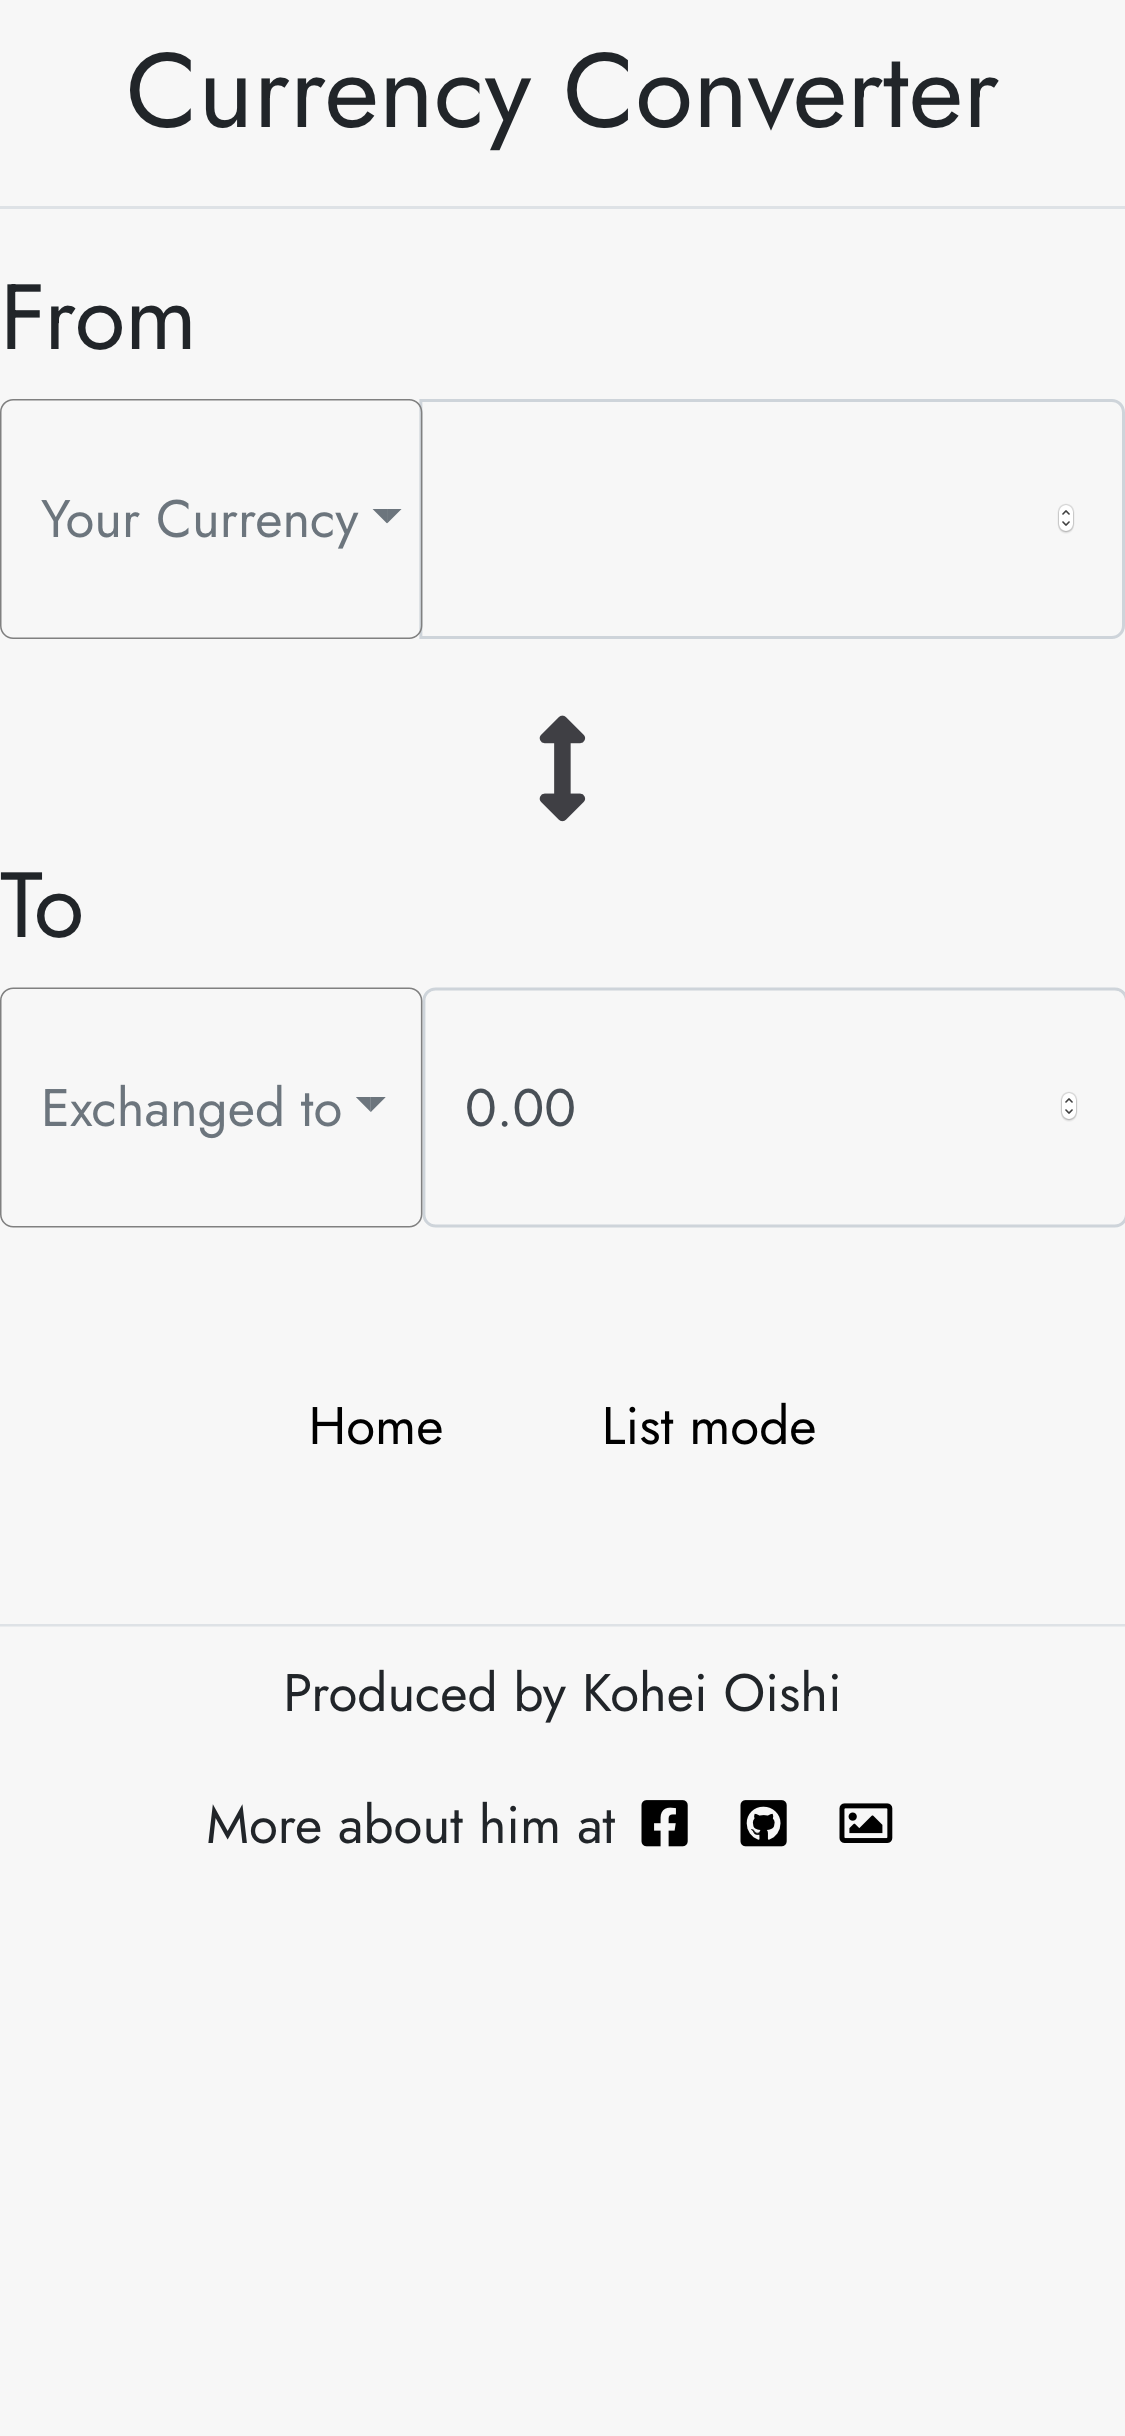 Currency Converter
From
Your Currency
To
Exchanged to 0.00
Home List mode
Produced by Kohei Oishi
More about him at